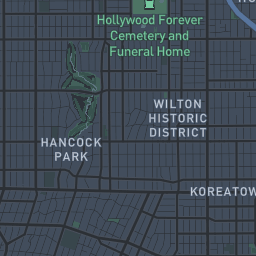 Hollywood Forever
Cemetery and
Funeral Home
WILTON
HISTORIC
DISTRICT
HANCOCK
PARK
KOREATOW